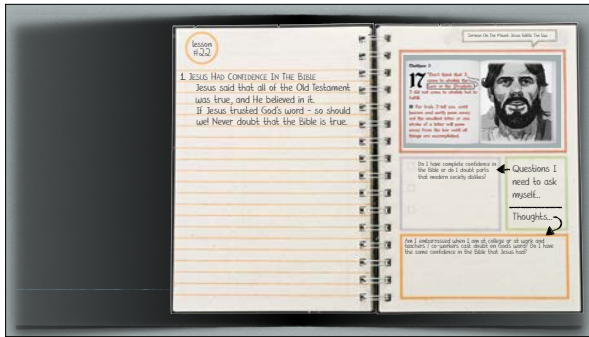 lesson
#22
1. JESUS HAD CONFIDENCE IN THE BIBLE
Jesus said that all of the Old Testament
was true, and He believed in it.
If Jesus trusted God's word - so should
we! Never doubt that the Bible is true.
Sermon On The Mount: Jesus Fulfills The Law
Matthew 5
17 "Don't think that I
came to abolish the
Law or the Prophets.
I did not come to abolish but to
fulfill.
18 For truly I tell you, until
heaven and earth pass away,
not the smallest letter or one
stroke of a letter will pass
away from the law until all
things are accomplished.
Do I have complete confidence in
the Bible or do I doubt parts
that modern society dislikes?
Questions I
need to ask
myself...
Thoughts...
Am I embarrassed when I am at college or at work and
teachers / co-workers cast doubt on God's word? Do I have
the same confidence in the Bible that Jesus had?